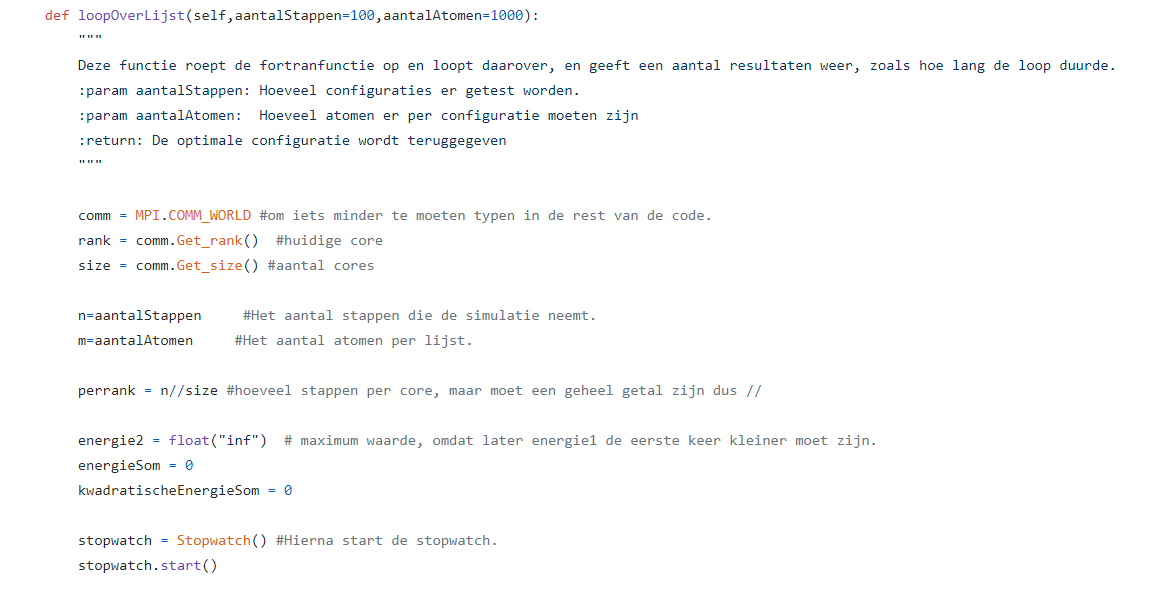 def loopOverLijst(self,aantalStappen=100,aantalAtomen=1000):
"""
Deze functie roept de fortranfunctie op en loopt daarover, en geeft een aantal resultaten weer, zoals hoe lang de loop duurde.
:param aantalStappen: Hoeveel configuraties er getest worden.
:param aantalAtomen:  Hoeveel atomen er per configuratie moeten zijn
:return: De optimale configuratie wordt teruggegeven
"""
comm = MPI.COMM_WORLD #om iets minder te moeten typen in de rest van de code.
rank = comm.Get_rank()  #huidige core
size = comm.Get_size() #aantal cores
n=aantalStappen     #Het aantal stappen die de simulatie neemt.
m=aantalAtomen     #Het aantal atomen per lijst.
perrank = n//size #hoeveel stappen per core, maar moet een geheel getal zijn dus //
energie2 = float("inf")  # maximum waarde, omdat later energie1 de eerste keer kleiner moet zijn.
energieSom = 0
kwadratischeEnergieSom = 0
stopwatch = Stopwatch() #Hierna start de stopwatch.
stopwatch.start()